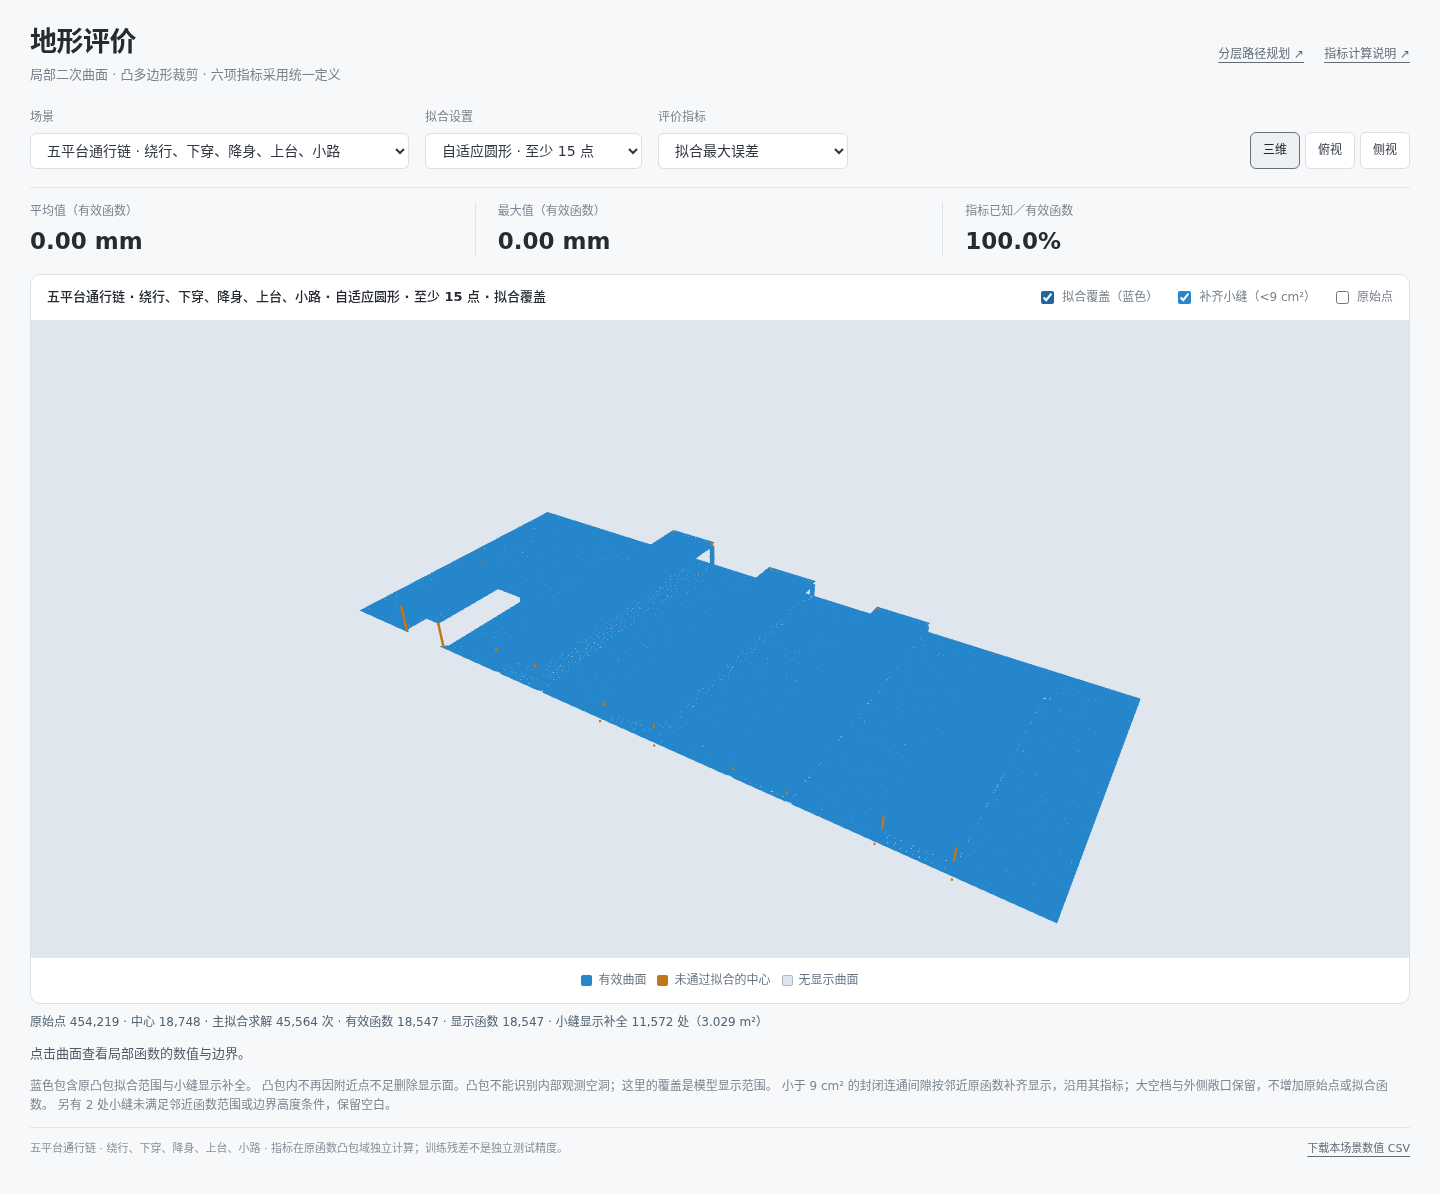 地形评价
局部二次曲面 · 凸多边形裁剪 · 六项指标采用统一定义
分层路径规划 ↗
指标计算说明 ↗
场景
拟合设置
评价指标
五平台通行链 · 绕行、下穿、降身、上台、小路
自适应圆形 · 至少 15 点
拟合最大误差
三维
俯视
侧视
平均值（有效函数）
最大值（有效函数）
指标已知／有效函数
0.00 mm
0.00 mm
100.0%
五平台通行链 · 绕行、下穿、降身、上台、小路 · 自适应圆形 · 至少 15 点 · 拟合覆盖
拟合覆盖（蓝色）
补齐小缝（<9 cm²）
原始点
有效曲面
未通过拟合的中心
无显示曲面
原始点 454,219 · 中心 18,748 · 主拟合求解 45,564 次 · 有效函数 18,547 · 显示函数 18,547 · 小缝显示补全 11,572 处（3.029 m²）
点击曲面查看局部函数的数值与边界。
蓝色包含原凸包拟合范围与小缝显示补全。 凸包内不再因附近点不足删除显示面。凸包不能识别内部观测空洞；这里的覆盖是模型显示范围。 小于 9 cm² 的封闭连通间隙按邻近原函数补齐显示，沿用其指标；大空档与外侧敞口保留，不增加原始点或拟合函
数。 另有 2 处小缝未满足邻近函数范围或边界高度条件，保留空白。
五平台通行链 · 绕行、下穿、降身、上台、小路 · 指标在原函数凸包域独立计算；训练残差不是独立测试精度。
下载本场景数值 CSV